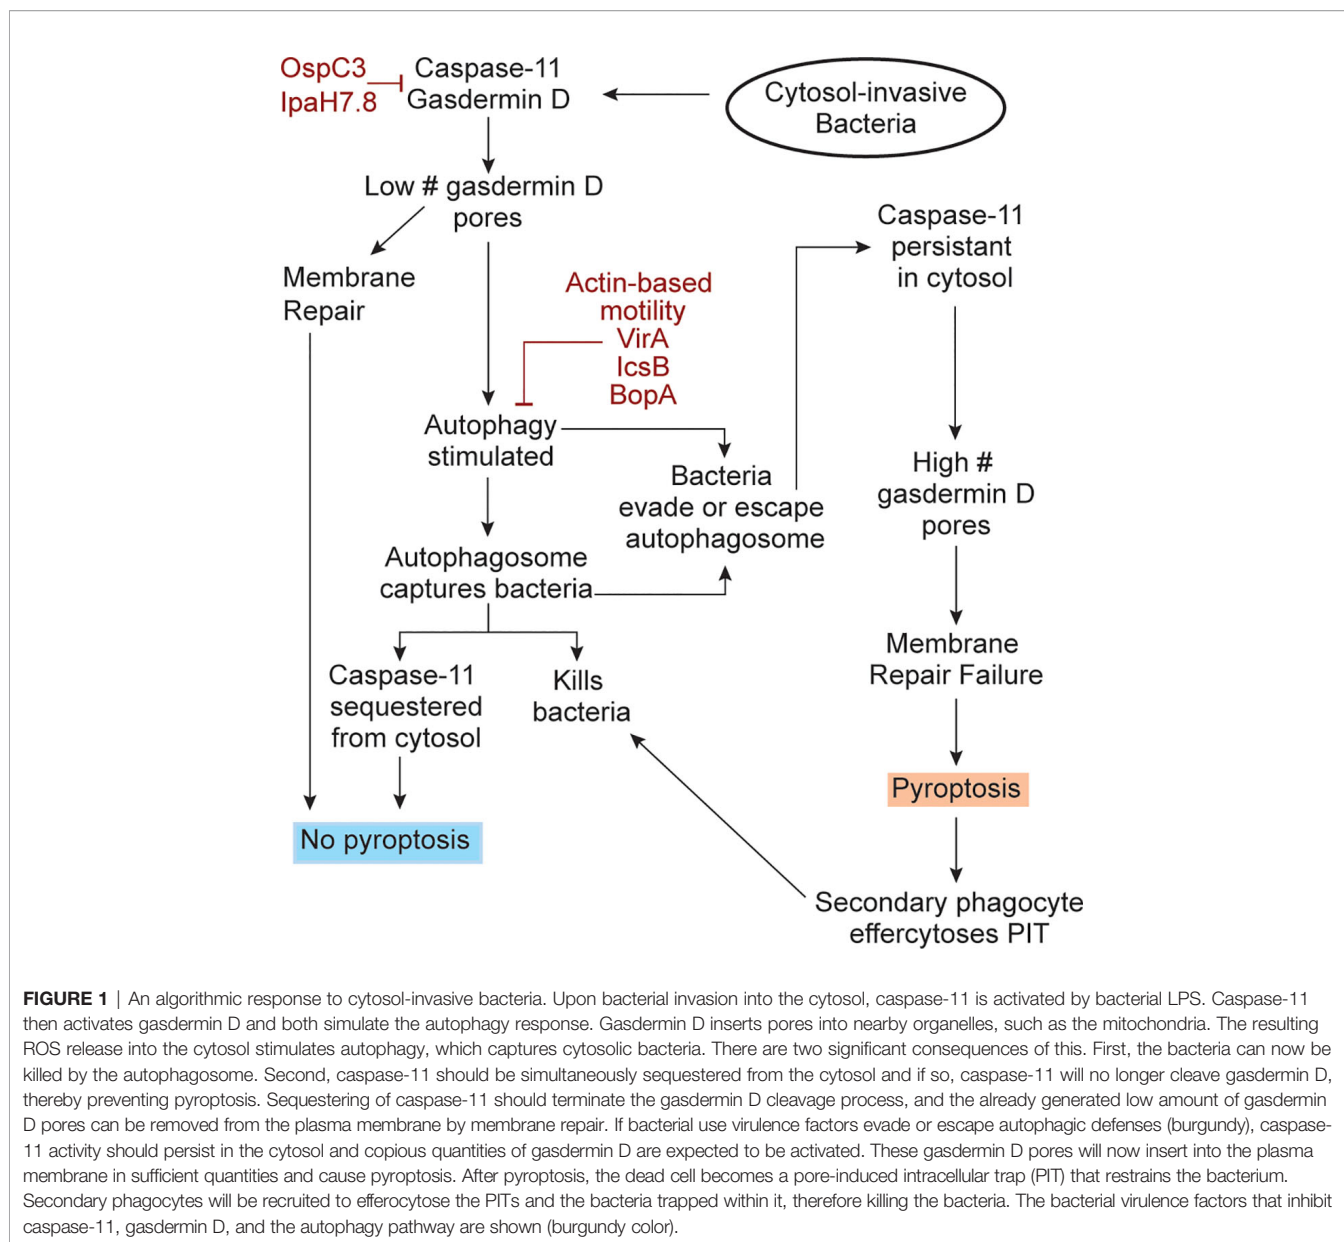 OspC3
IpaH7.8
Caspase-11
Gasdermin D
Cytosol-invasive
Bacteria
Low # gasdermin D
pores
Membrane
Repair
Actin-based
motility
VirA
IcsB
BopA
Caspase-11
persistant
in cytosol
Autophagy
stimulated
Bacteria
evade or escape
autophagosome
High #
gasdermin D
pores
Autophagosome
captures bacteria
Membrane
Repair Failure
Caspase-11
sequestered
from cytosol
Kills
bacteria
Pyroptosis
No pyroptosis
Secondary phagocyte
effercytoses PIT
FIGURE 1 | An algorithmic response to cytosol-invasive bacteria. Upon bacterial invasion into the cytosol, caspase-11 is activated by bacterial LPS. Caspase-11
then activates gasdermin D and both simulate the autophagy response. Gasdermin D inserts pores into nearby organelles, such as the mitochondria. The resulting
ROS release into the cytosol stimulates autophagy, which captures cytosolic bacteria. There are two significant consequences of this. First, the bacteria can now be
killed by the autophagosome. Second, caspase-11 should be simultaneously sequestered from the cytosol and if so, caspase-11 will no longer cleave gasdermin D,
thereby preventing pyroptosis. Sequestering of caspase-11 should terminate the gasdermin D cleavage process, and the already generated low amount of gasdermin
D pores can be removed from the plasma membrane by membrane repair. If bacterial use virulence factors evade or escape autophagic defenses (burgundy), caspase-
11 activity should persist in the cytosol and copious quantities of gasdermin D are expected to be activated. These gasdermin D pores will now insert into the plasma
membrane in sufficient quantities and cause pyroptosis. After pyroptosis, the dead cell becomes a pore-induced intracellular trap (PIT) that restrains the bacterium.
Secondary phagocytes will be recruited to efferocytose the PITs and the bacteria trapped within it, therefore killing the bacteria. The bacterial virulence factors that inhibit
caspase-11, gasdermin D, and the autophagy pathway are shown (burgundy color).